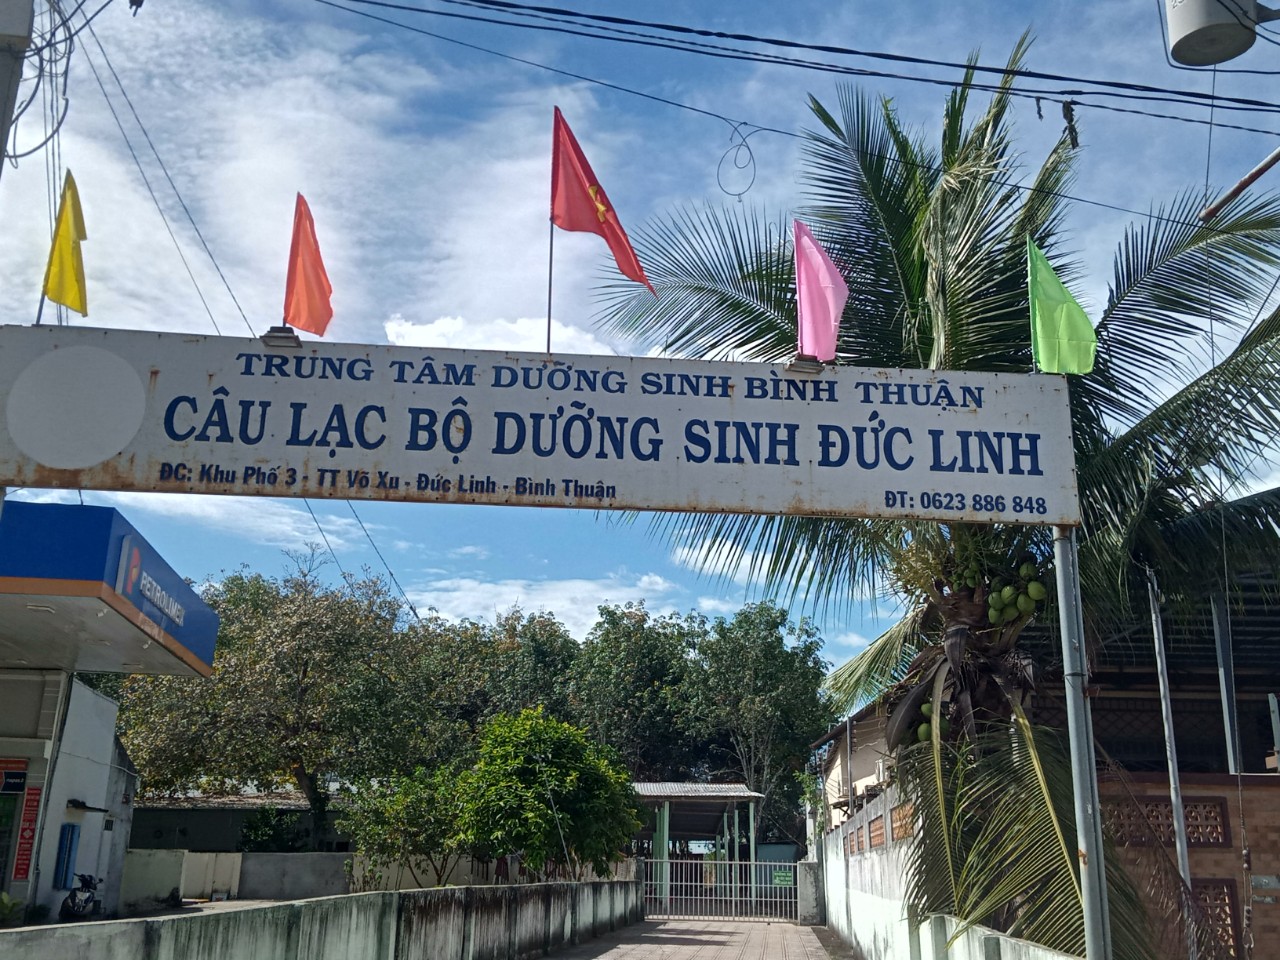 TRUNG TÂM DƯỠNG SINH BÌNH THUẬN
CÂU LẠC BỘ DƯỠNG SINH ĐỨC LINH
ĐC: Khu Phố 3 - TT Võ Xu - Đức Linh - Bình Thuận
ĐT: 0623 886 848
PETROLIMEX